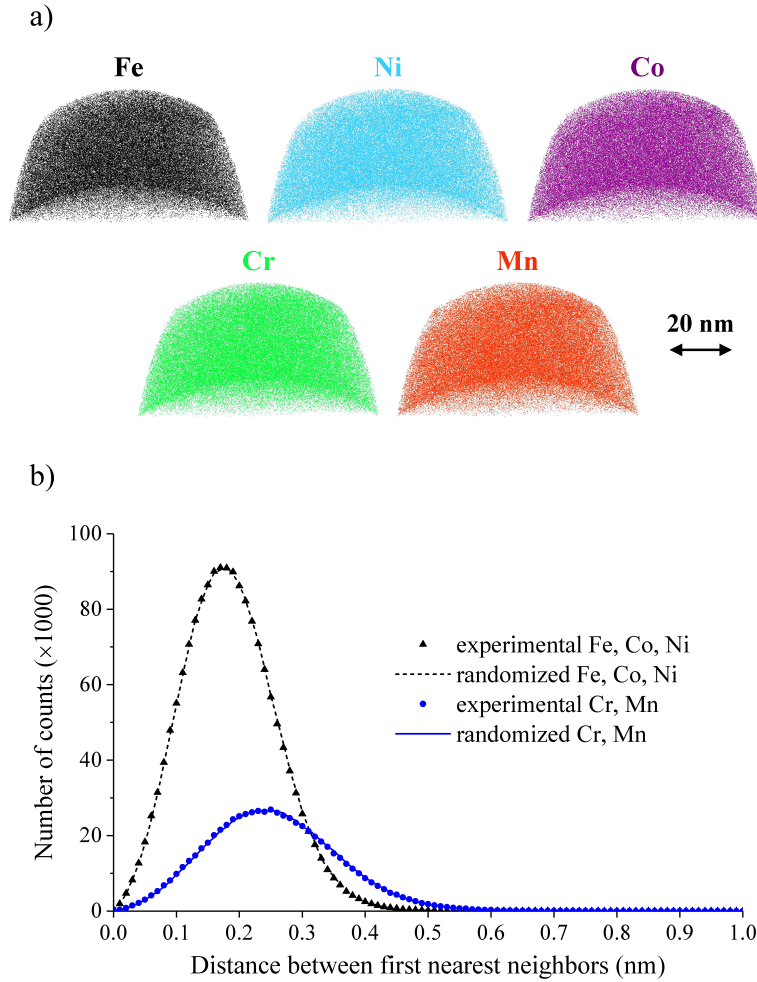 a)
Fe Ni Co
Cr Mn
20 nm
b)
100
80
60
40
20
0
Number of counts (×1000)
experimental Fe, Co, Ni
randomized Fe, Co, Ni
experimental Cr, Mn
randomized Cr, Mn
0.0 0.1 0.2 0.3 0.4 0.5 0.6 0.7 0.8 0.9 1.0
Distance between first nearest neighbors (nm)